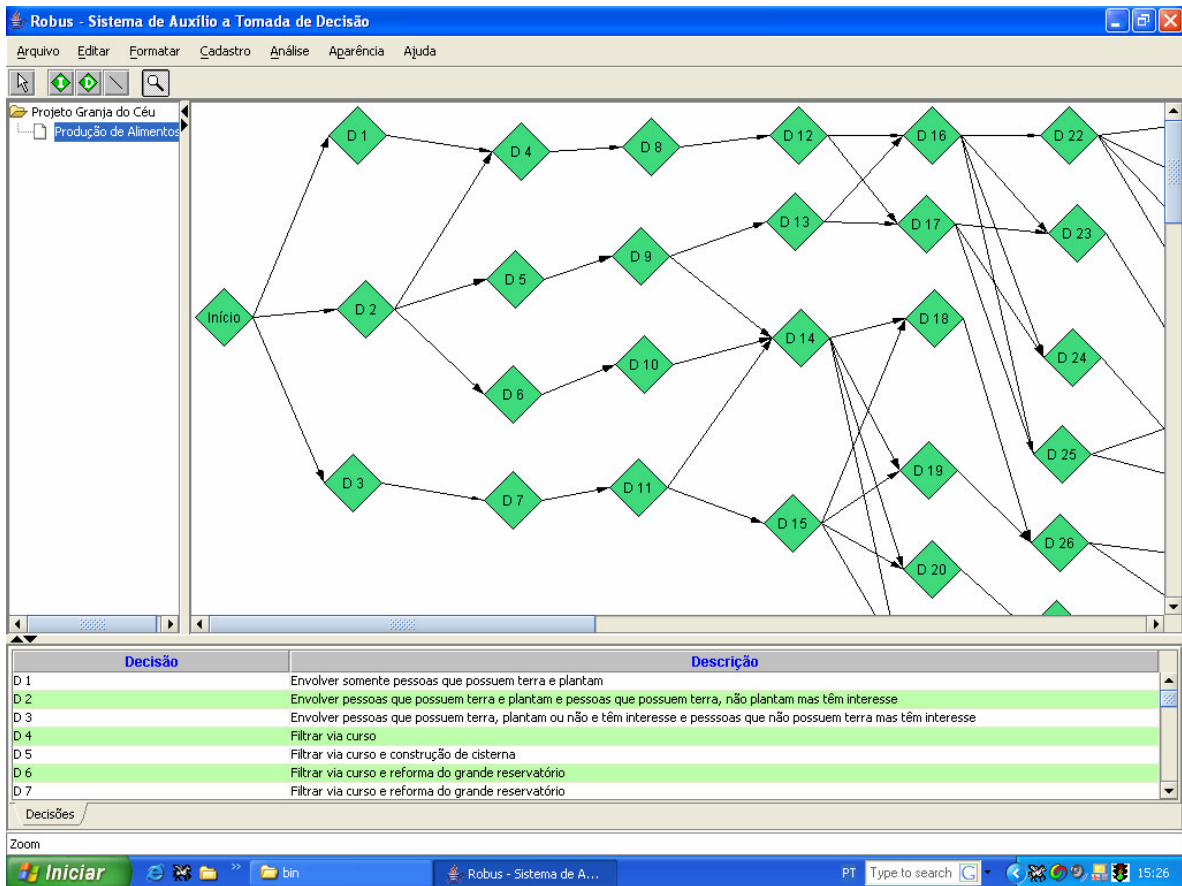 Robus - Sistema de Auxílio a Tomada de Decisão
Arquivo Editar Formatar Cadastro Análise Aparência Ajuda
I D
Projeto Granja do Céu
Produção de Alimentos
D 1
D 4
D 8
D 12
D 16
D 22
D 13
D 17
D 23
D 9
D 5
Início
D 2
D 14
D 18
D 10
D 24
D 6
D 25
D 3
D 7
D 11
D 19
D 15
D 26
D 20
Decisão Descrição
D 1 Envolver somente pessoas que possuem terra e plantam
D 2 Envolver pessoas que possuem terra e plantam e pessoas que possuem terra, não plantam mas têm interesse
D 3 Envolver pessoas que possuem terra, plantam ou não e têm interesse e pesssoas que não possuem terra mas têm interesse
D 4 Filtrar via curso
D 5 Filtrar via curso e construção de cisterna
D 6 Filtrar via curso e reforma do grande reservatório
D 7 Filtrar via curso e reforma do grande reservatório
Decisões
Zoom
Iniciar » bin Robus - Sistema de A... PT Type to search G 15:26